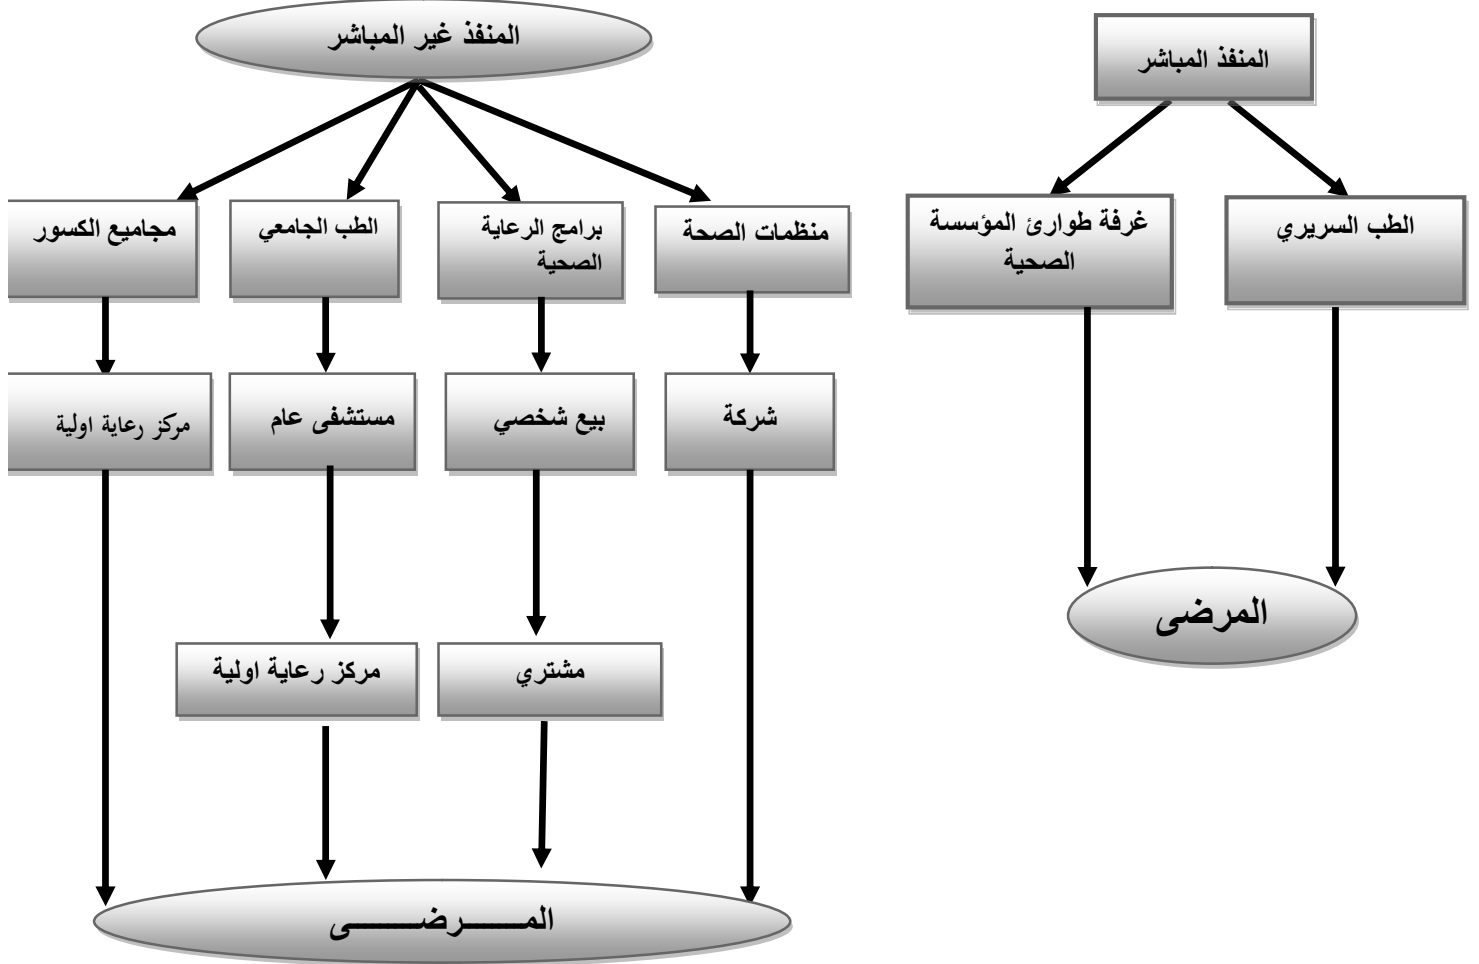 المنفذ المباشر
الطب السريري
غرفة طوارئ المؤسسة
الصحية
المرضى
المنفذ غير المباشر
منظمات الصحة
برامج الرعاية
الصحية
الطب الجامعي
مجاميع الكسور
شركة
بيع شخصي
مستشفى عام
مركز رعاية اولية
مشتري
مركز رعاية اولية
المـــــــرضـــــــــى